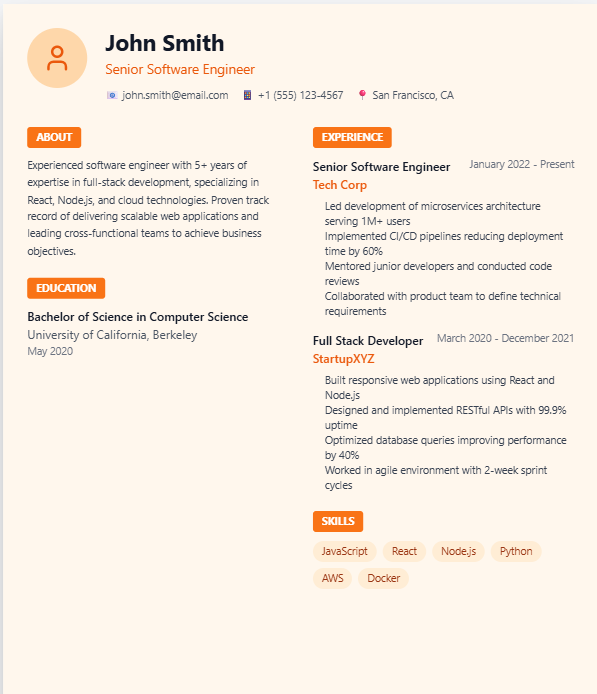 John Smith
Senior Software Engineer
john.smith@email.com +1 (555) 123-4567 San Francisco, CA
ABOUT
Experienced software engineer with 5+ years of
expertise in full-stack development, specializing in
React, Node.js, and cloud technologies. Proven track
record of delivering scalable web applications and
leading cross-functional teams to achieve business
objectives.
EDUCATION
Bachelor of Science in Computer Science
University of California, Berkeley
May 2020
EXPERIENCE
Senior Software Engineer January 2022 - Present
Tech Corp
Led development of microservices architecture
serving 1M+ users
Implemented CI/CD pipelines reducing deployment
time by 60%
Mentored junior developers and conducted code
reviews
Collaborated with product team to define technical
requirements
Full Stack Developer March 2020 - December 2021
StartupXYZ
Built responsive web applications using React and
Node.js
Designed and implemented RESTful APIs with 99.9%
uptime
Optimized database queries improving performance
by 40%
Worked in agile environment with 2-week sprint
cycles
SKILLS
JavaScript React Node.js Python
AWS Docker